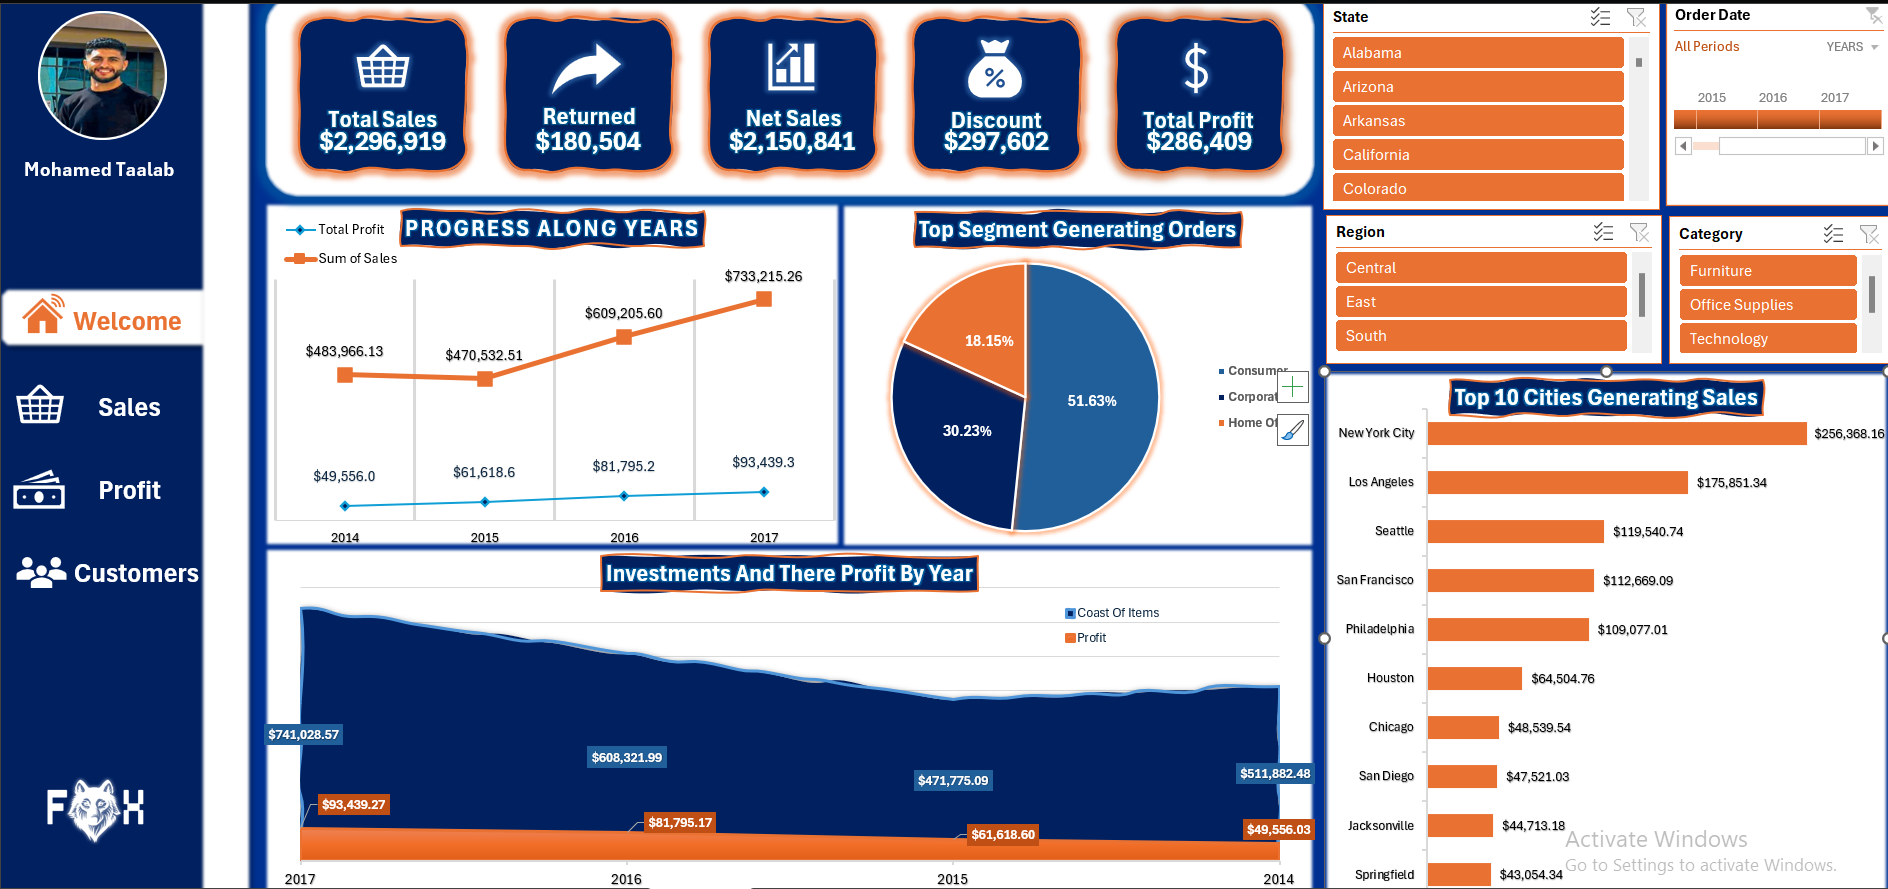 Mohamed Taalab
Welcome
Sales
Profit
Customers
F X
Total Sales
$2,296,919
Returned
$180,504
Net Sales
$2,150,841
%
Discount
$297,602
$
Total Profit
$286,409
State
Alabama
Arizona
Arkansas
California
Colorado
Order Date
All Periods
YEARS
2015 2016 2017
Region
Central
East
South
Category
Furniture
Office Supplies
Technology
PROGRESS ALONG YEARS
Total Profit
Sum of Sales
$483,966.13
$470,532.51
$609,205.60
$733,215.26
$49,556.0
$61,618.6
$81,795.2
$93,439.3
2014 2015 2016 2017
Top Segment Generating Orders
18.15%
51.63%
30.23%
Consumer
Corporat
Home Of
Investments And There Profit By Year
Coast Of Items
Profit
$741,028.57
$608,321.99
$471,775.09
$511,882.48
$93,439.27
$81,795.17
$61,618.60
$49,556.03
2017 2016 2015 2014
Top 10 Cities Generating Sales
New York City $256,368.16
Los Angeles $175,851.34
Seattle $119,540.74
San Francisco $112,669.09
Philadelphia $109,077.01
Houston $64,504.76
Chicago $48,539.54
San Diego $47,521.03
Jacksonville $44,713.18
Springfield $43,054.34
Activate Windows
Go to Settings to activate Windows.